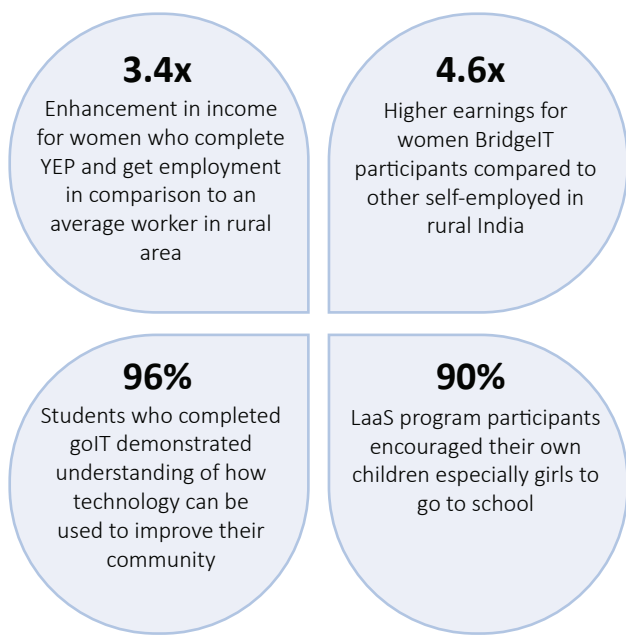 3.4x
Enhancement in income
for women who complete
YEP and get employment
in comparison to an
average worker in rural
area
4.6x
Higher earnings for
women BridgeIT
participants compared to
other self-employed in
rural India
96%
Students who completed
goIT demonstrated
understanding of how
technology can be
used to improve their
community
90%
LaaS program participants
encouraged their own
children especially girls to
go to school